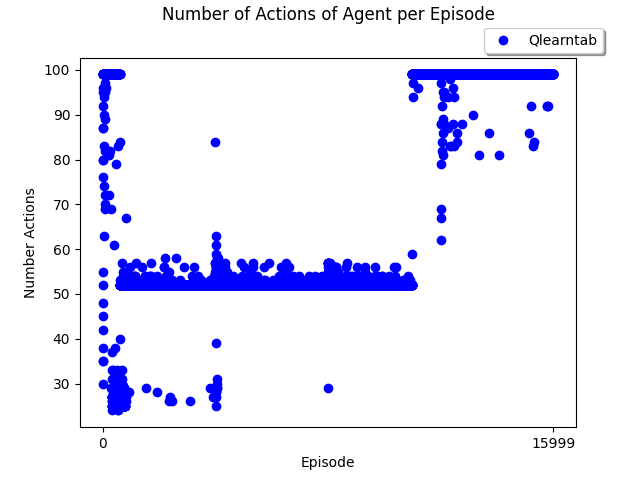 Number of Actions of Agent per Episode
Qlearntab
100
90
80
70
60
50
40
30
Number Actions
0
15999
Episode